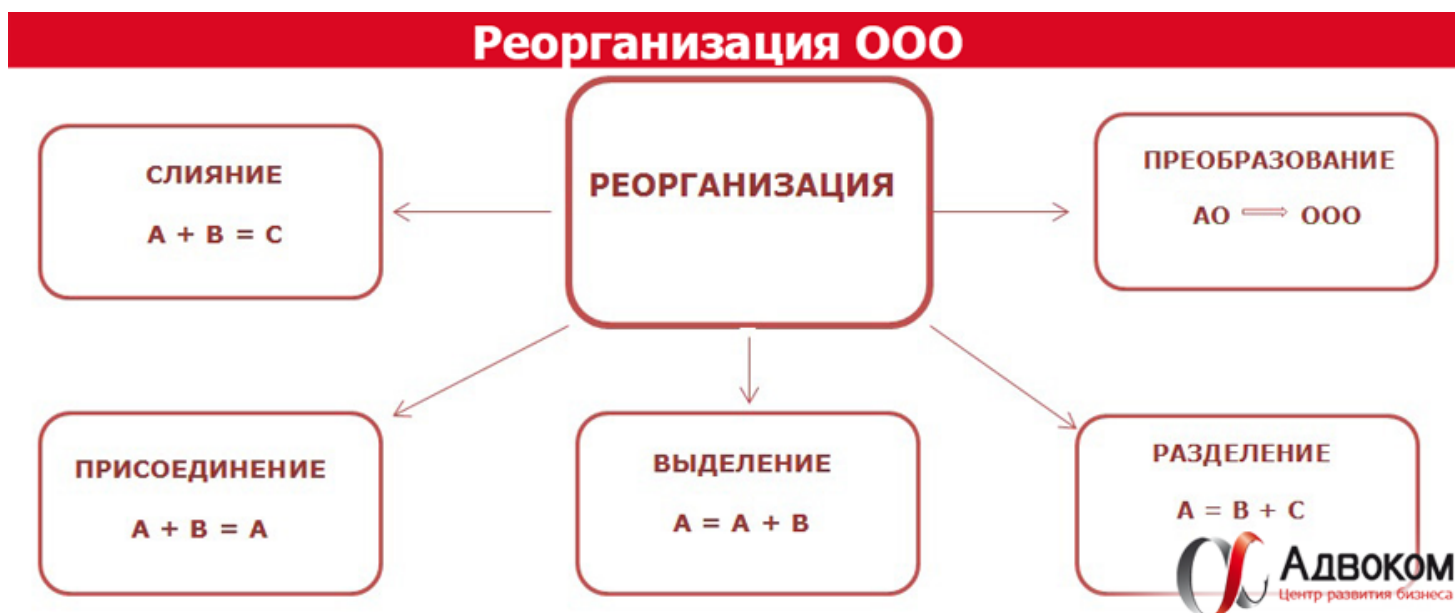 Реорганизация ООО
РЕОРГАНИЗАЦИЯ
СЛИЯНИЕ
А + В = С
ПРЕОБРАЗОВАНИЕ
АО ⟹ ООО
ПРИСОЕДИНЕНИЕ
А + В = А
ВЫДЕЛЕНИЕ
А = А + В
РАЗДЕЛЕНИЕ
А = В + С
Адвоком
Центр развития бизнеса